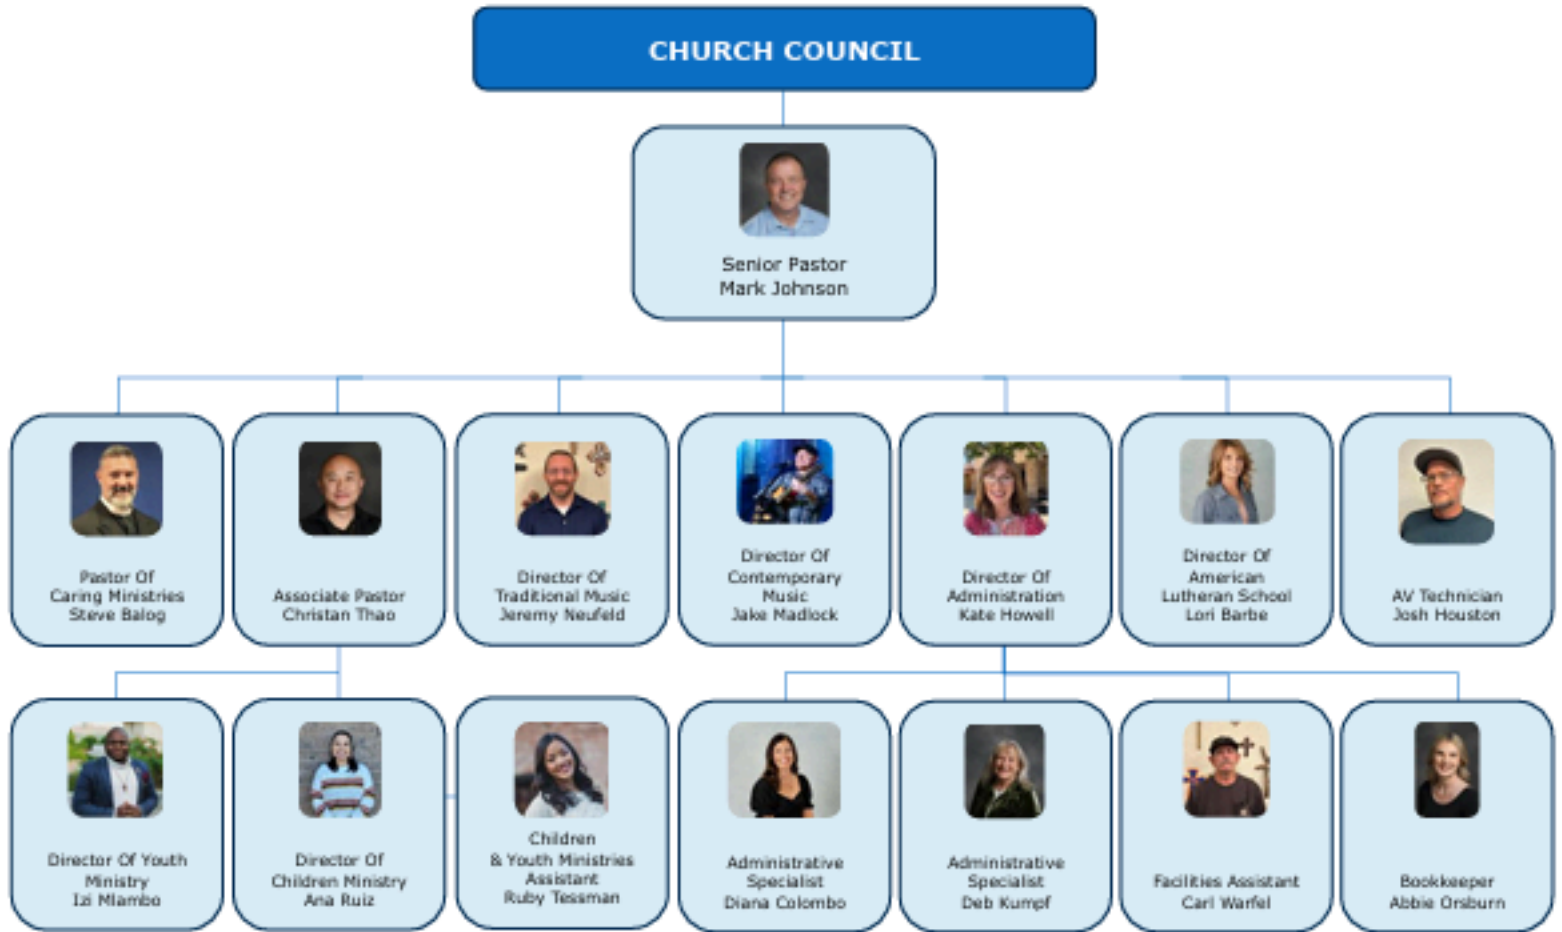 CHURCH COUNCIL
Senior Pastor
Mark Johnson
Pastor Of
Caring Ministries
Steve Balog
Associate Pastor
Christan Thao
Director Of
Traditional Music
Jeremy Neufeld
Director Of
Contemporary
Music
Jake Madlock
Director Of
Administration
Kate Howell
Director Of
American
Lutheran School
Lori Barbe
AV Technician
Josh Houston
Director Of Youth
Ministry
Izi Mlambo
Director Of
Children Ministry
Ana Ruiz
Children
& Youth Ministries
Assistant
Ruby Tessman
Administrative
Specialist
Diana Colombo
Administrative
Specialist
Deb Kumpf
Facilities Assistant
Carl Warfel
Bookkeeper
Abbie Orsburn